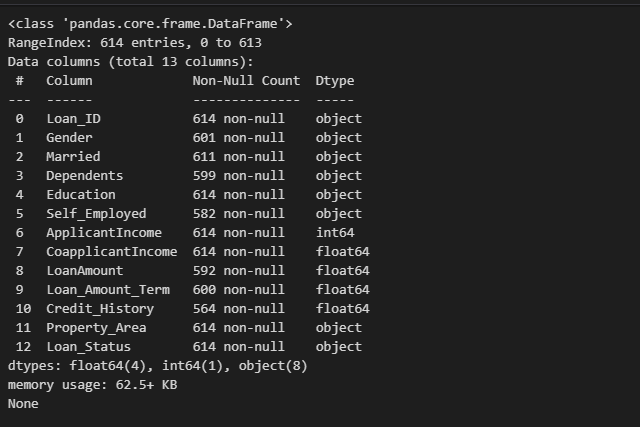 <class 'pandas.core.frame.DataFrame'>
RangeIndex: 614 entries, 0 to 613
Data columns (total 13 columns):
 #   Column             Non-Null Count  Dtype
---  ------             --------------  -----
 0   Loan_ID            614 non-null    object
 1   Gender             601 non-null    object
 2   Married            611 non-null    object
 3   Dependents         599 non-null    object
 4   Education          614 non-null    object
 5   Self_Employed      582 non-null    object
 6   ApplicantIncome    614 non-null    int64
 7   CoapplicantIncome  614 non-null    float64
 8   LoanAmount         592 non-null    float64
 9   Loan_Amount_Term   600 non-null    float64
 10  Credit_History     564 non-null    float64
 11  Property_Area      614 non-null    object
 12  Loan_Status        614 non-null    object
dtypes: float64(4), int64(1), object(8)
memory usage: 62.5+ KB
None